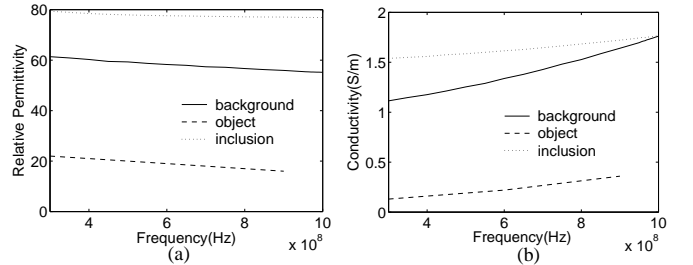 80
60
40
20
0
Relative Permittivity
background
object
inclusion
4
6
8
10
Frequency(Hz)
x 10^8
(a)
2
1.5
1
0.5
0
Conductivity(S/m)
background
object
inclusion
4
6
8
10
Frequency(Hz)
x 10^8
(b)